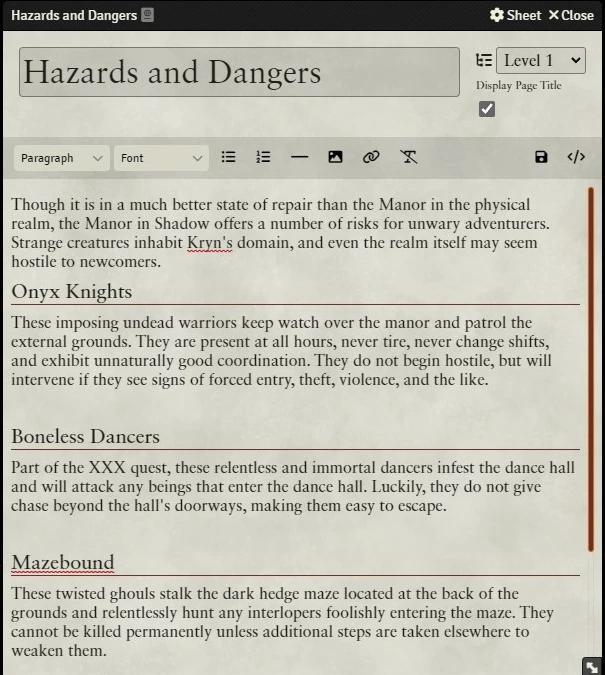 Hazards and Dangers
Sheet
Close
Hazards and Dangers
Level 1
Display Page Title
Paragraph
Font
Though it is in a much better state of repair than the Manor in the physical
realm, the Manor in Shadow offers a number of risks for unwary adventurers.
Strange creatures inhabit Kryn's domain, and even the realm itself may seem
hostile to newcomers.
Onyx Knights
These imposing undead warriors keep watch over the manor and patrol the
external grounds. They are present at all hours, never tire, never change shifts,
and exhibit unnaturally good coordination. They do not begin hostile, but will
intervene if they see signs of forced entry, theft, violence, and the like.
Boneless Dancers
Part of the XXX quest, these relentless and immortal dancers infest the dance hall
and will attack any beings that enter the dance hall. Luckily, they do not give
chase beyond the hall's doorways, making them easy to escape.
Mazebound
These twisted ghouls stalk the dark hedge maze located at the back of the
grounds and relentlessly hunt any interlopers foolishly entering the maze. They
cannot be killed permanently unless additional steps are taken elsewhere to
weaken them.